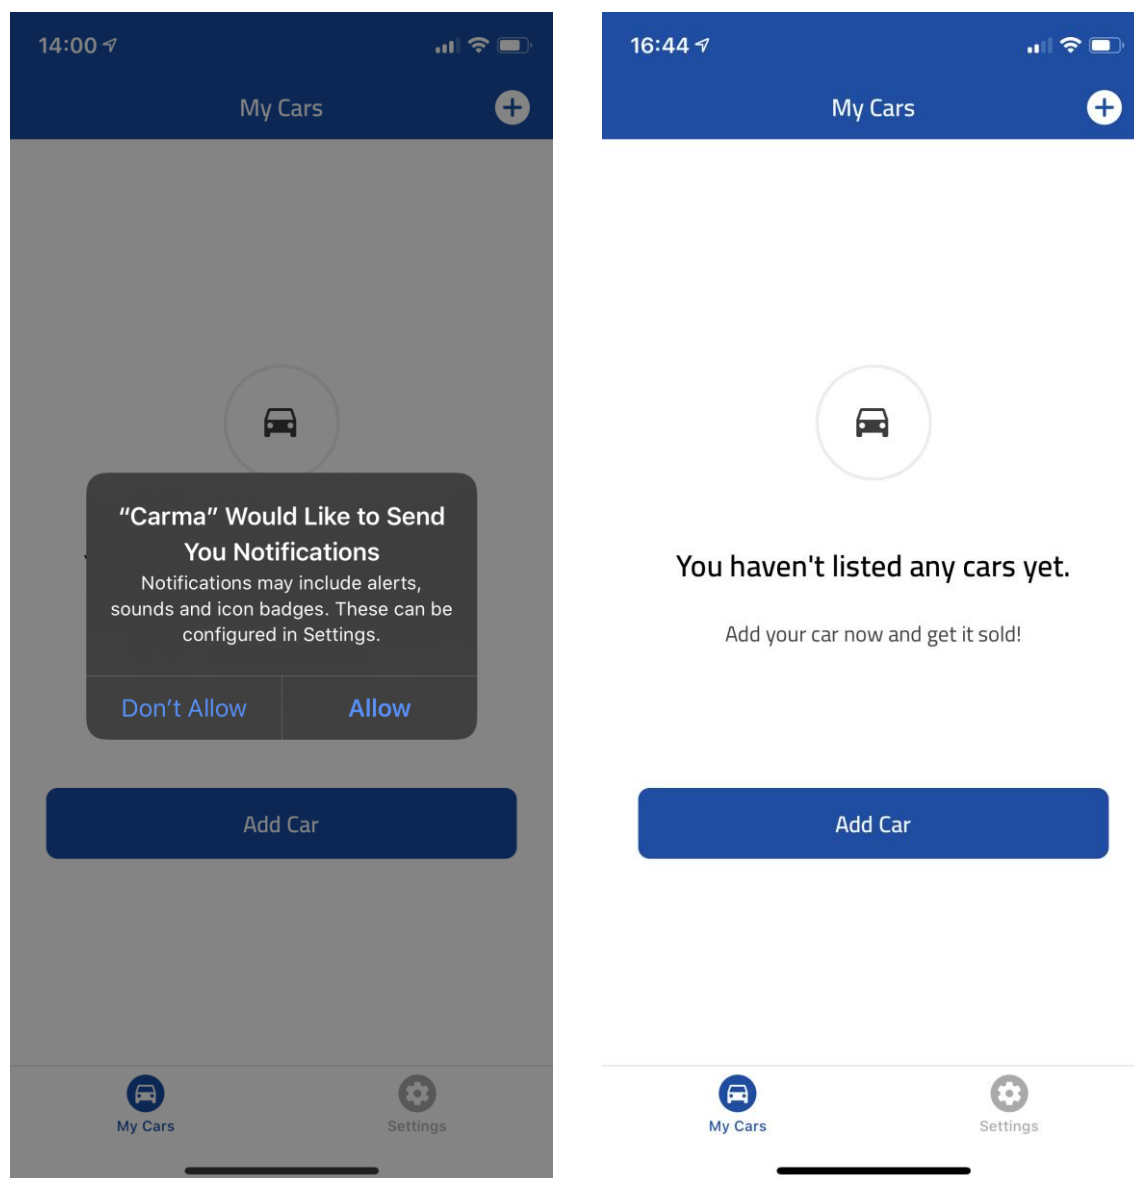 14:00
My Cars
“Carma” Would Like to Send
You Notifications
Notifications may include alerts,
sounds and icon badges. These can be
configured in Settings.
Don’t Allow
Allow
Add Car
My Cars
Settings
16:44
My Cars
You haven't listed any cars yet.
Add your car now and get it sold!
Add Car
My Cars
Settings